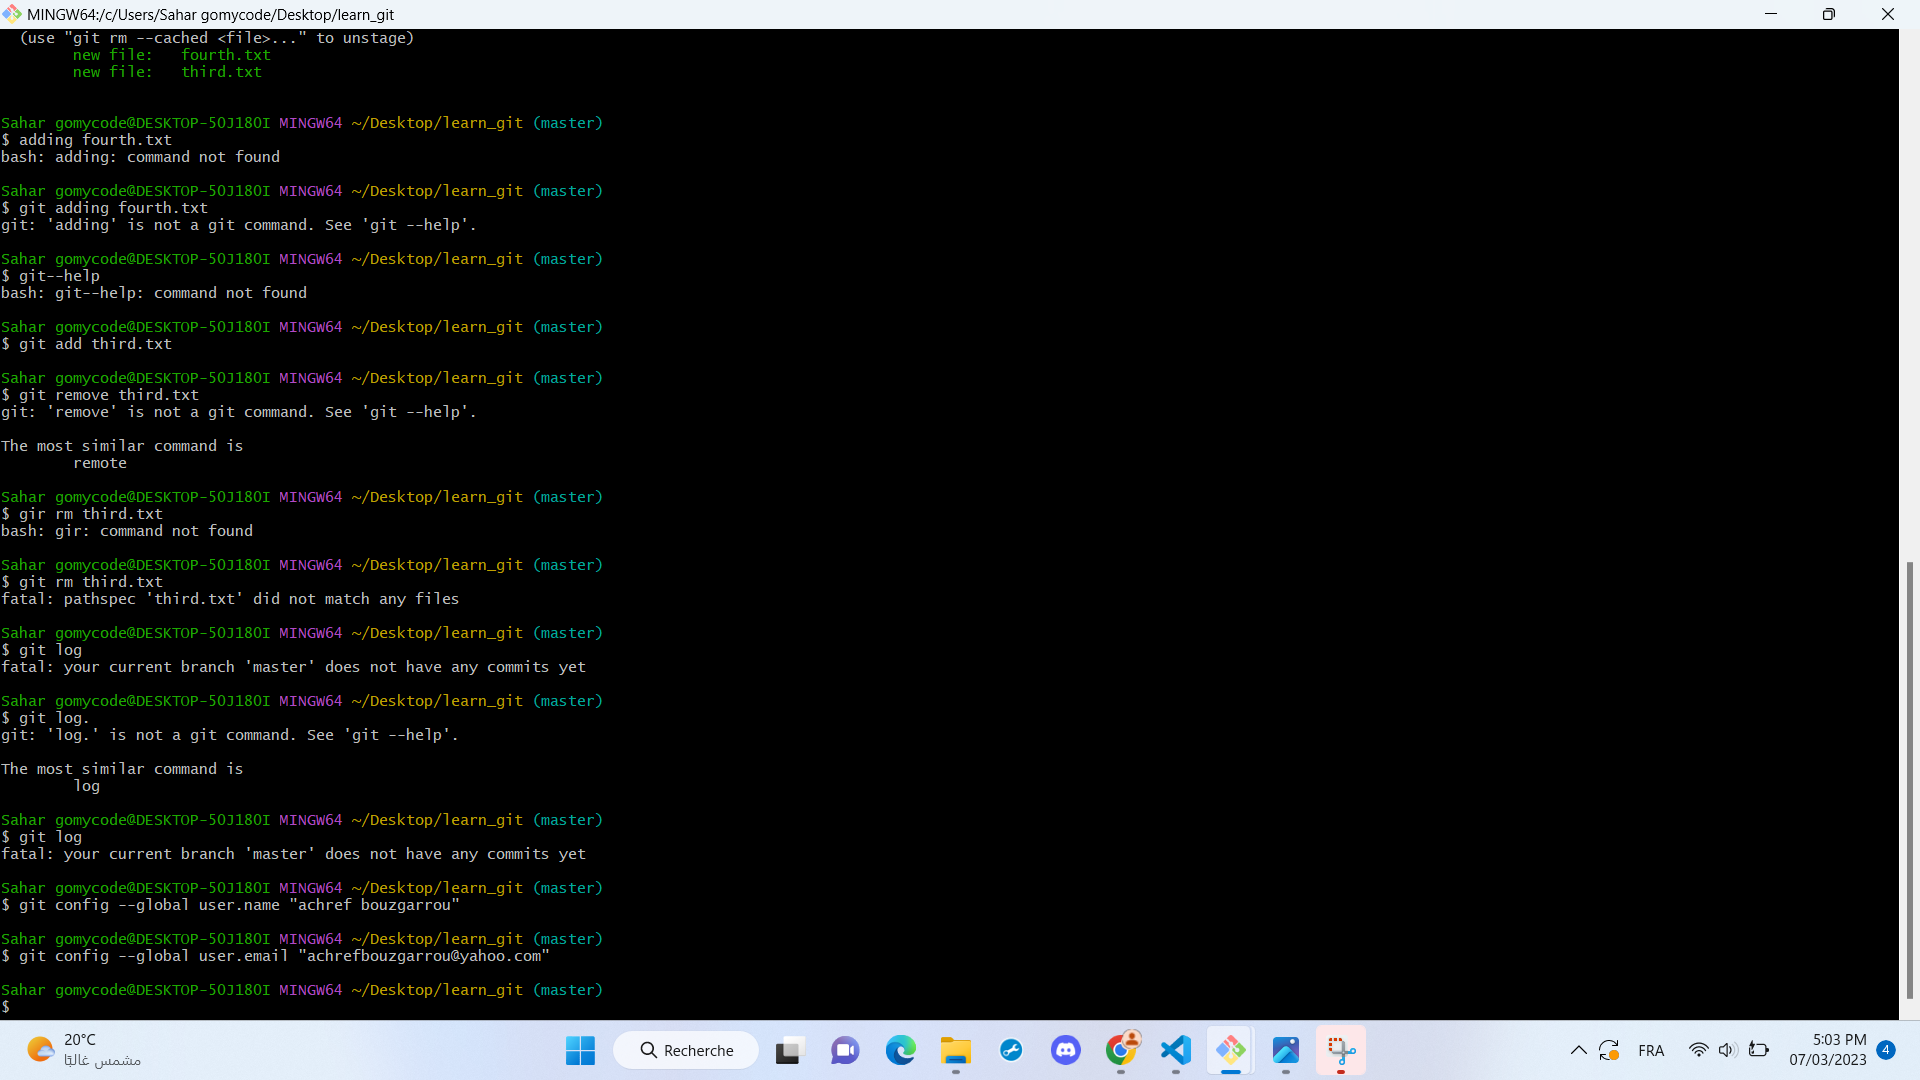 MINGW64:/c/Users/Sahar gomycode/Desktop/learn_git
(use "git rm --cached <file>..." to unstage)
new file:   fourth.txt
new file:   third.txt
Sahar gomycode@DESKTOP-5OJ18OI MINGW64 ~/Desktop/learn_git (master)
$ adding fourth.txt
bash: adding: command not found
Sahar gomycode@DESKTOP-5OJ18OI MINGW64 ~/Desktop/learn_git (master)
$ git adding fourth.txt
git: 'adding' is not a git command. See 'git --help'.
Sahar gomycode@DESKTOP-5OJ18OI MINGW64 ~/Desktop/learn_git (master)
$ git--help
bash: git--help: command not found
Sahar gomycode@DESKTOP-5OJ18OI MINGW64 ~/Desktop/learn_git (master)
$ git add third.txt
Sahar gomycode@DESKTOP-5OJ18OI MINGW64 ~/Desktop/learn_git (master)
$ git remove third.txt
git: 'remove' is not a git command. See 'git --help'.
The most similar command is
remote
Sahar gomycode@DESKTOP-5OJ18OI MINGW64 ~/Desktop/learn_git (master)
$ gir rm third.txt
bash: gir: command not found
Sahar gomycode@DESKTOP-5OJ18OI MINGW64 ~/Desktop/learn_git (master)
$ git rm third.txt
fatal: pathspec 'third.txt' did not match any files
Sahar gomycode@DESKTOP-5OJ18OI MINGW64 ~/Desktop/learn_git (master)
$ git log
fatal: your current branch 'master' does not have any commits yet
Sahar gomycode@DESKTOP-5OJ18OI MINGW64 ~/Desktop/learn_git (master)
$ git log.
git: 'log.' is not a git command. See 'git --help'.
The most similar command is
log
Sahar gomycode@DESKTOP-5OJ18OI MINGW64 ~/Desktop/learn_git (master)
$ git log
fatal: your current branch 'master' does not have any commits yet
Sahar gomycode@DESKTOP-5OJ18OI MINGW64 ~/Desktop/learn_git (master)
$ git config --global user.name "achref bouzgarrou"
Sahar gomycode@DESKTOP-5OJ18OI MINGW64 ~/Desktop/learn_git (master)
$ git config --global user.email "achrefbouzgarrou@yahoo.com"
Sahar gomycode@DESKTOP-5OJ18OI MINGW64 ~/Desktop/learn_git (master)
$
20°C
مشمس غالبًا
Recherche
FRA
5:03 PM
07/03/2023
4